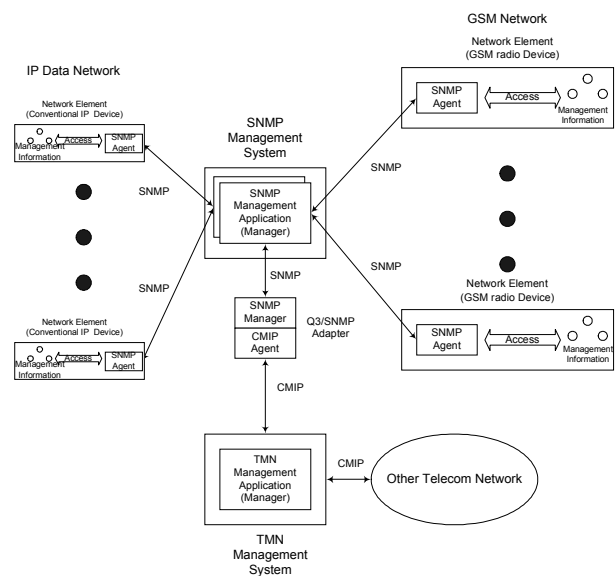 GSM Network
Network Element
(GSM radio Device)
SNMP
Agent
Access
Management
Information
IP Data Network
Network Element
(Conventional IP Device)
Access
Management
Information
SNMP
Agent
SNMP
Management
System
SNMP
Management
Application
(Manager)
SNMP
SNMP
SNMP
SNMP
SNMP
SNMP
Manager
CMIP
Agent
Q3/SNMP
Adapter
Network Element
(GSM radio Device)
SNMP
Agent
Access
Management
Information
Network Element
(Conventional IP Device)
Access
Management
Information
SNMP
Agent
CMIP
TMN
Management
Application
(Manager)
CMIP
Other Telecom Network
TMN
Management
System